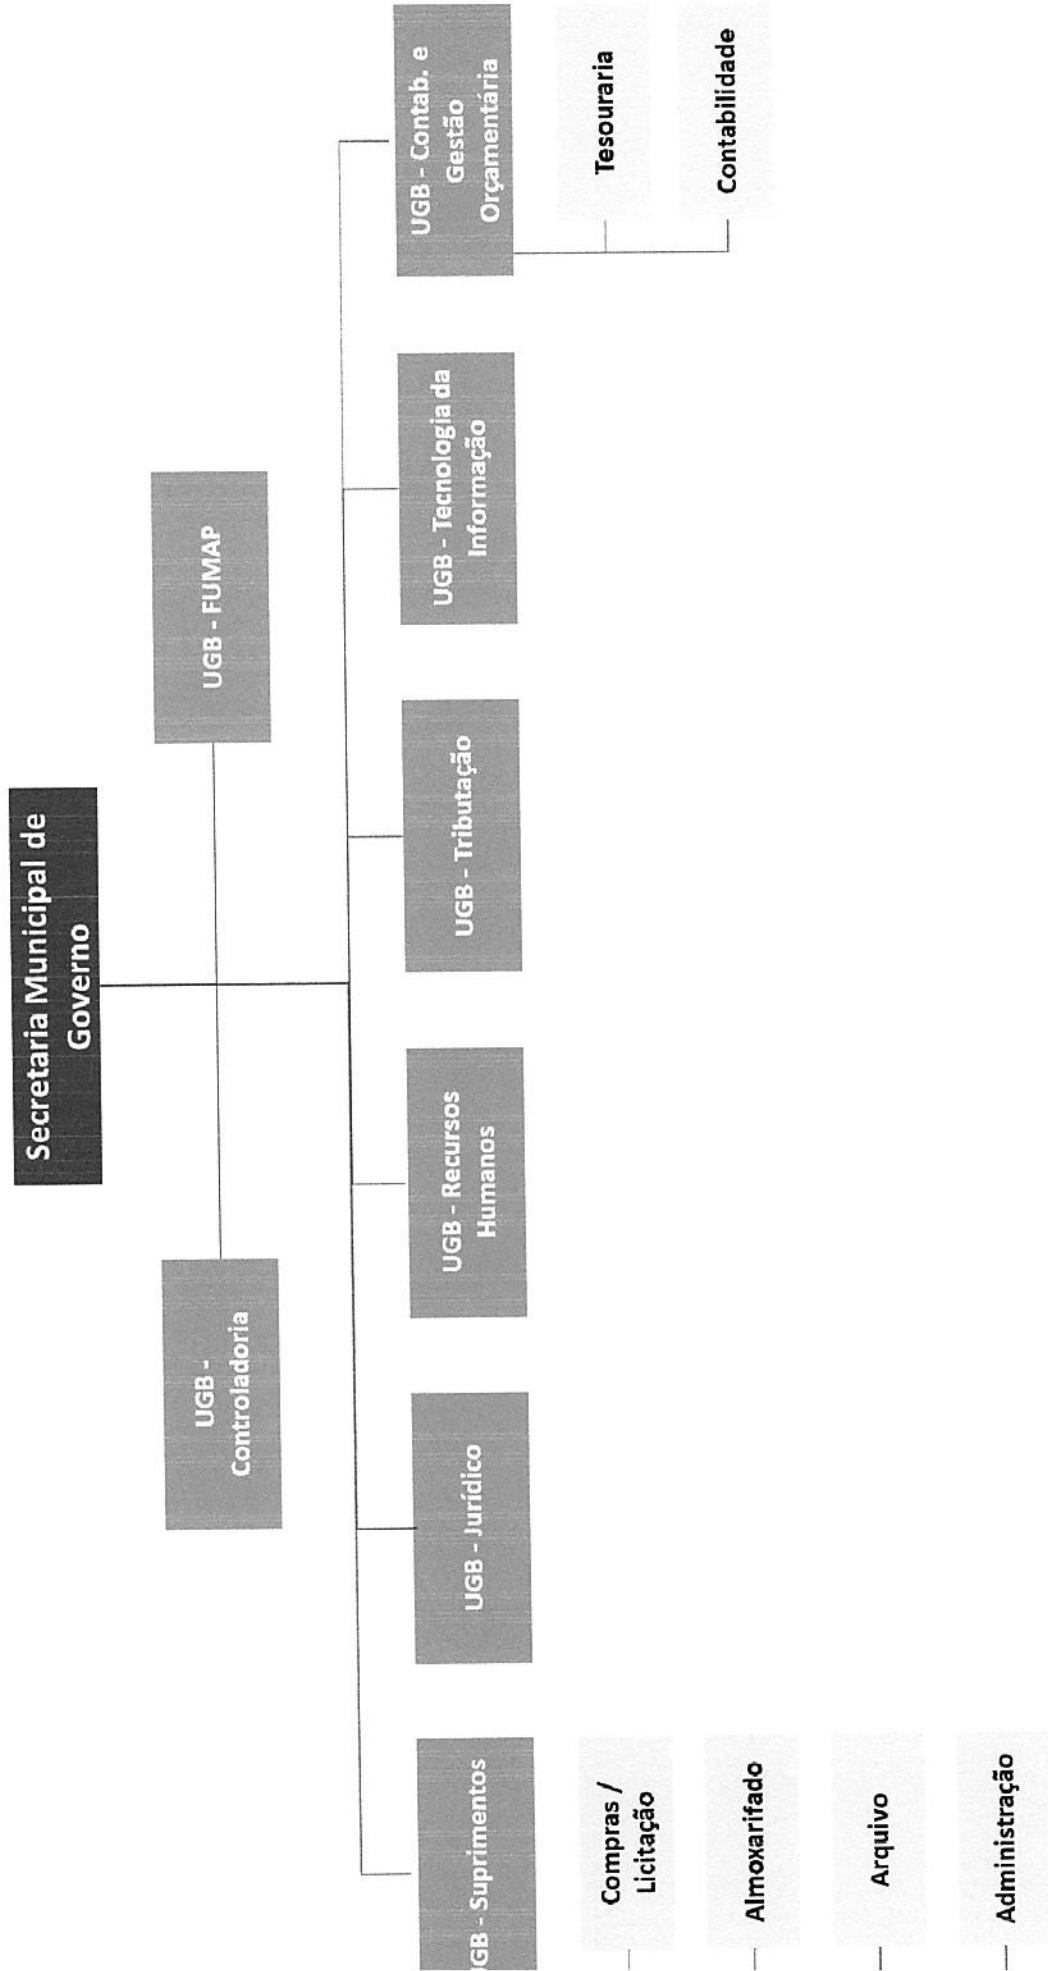 Secretaria Municipal de
Governo
UGB -
Controladoria
UGB - FUMAP
UGB - Suprimentos
UGB - Jurídico
UGB - Recursos
Humanos
UGB - Tributação
UGB - Tecnologia da
Informação
UGB - Contab. e
Gestão
Orçamentária
Compras /
Licitação
Almoxarifado
Arquivo
Administração
Tesouraria
Contabilidade